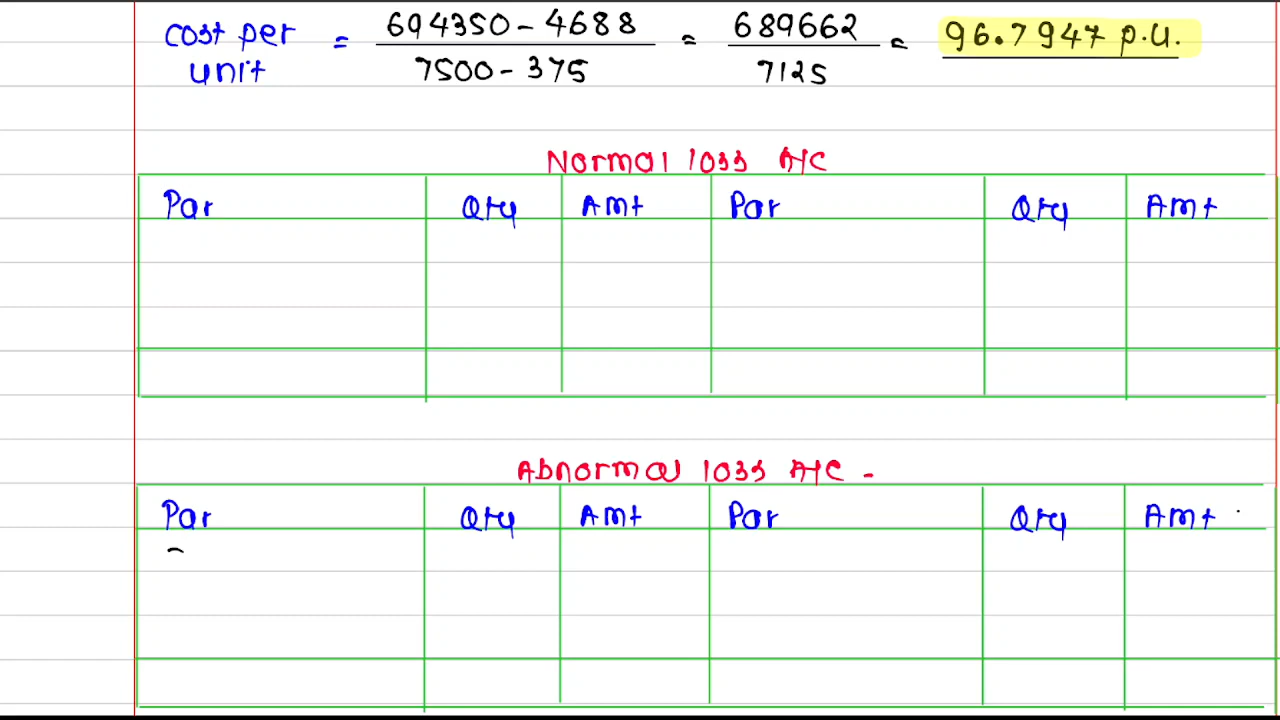 cost per unit = 694350 - 4688 / 7500 - 375 = 689662 / 7125 = 96.7947 p.u.
Normal loss A/C
Par Qty Amt Par Qty Amt
Abnormal loss A/C -
Par Qty Amt Par Qty Amt